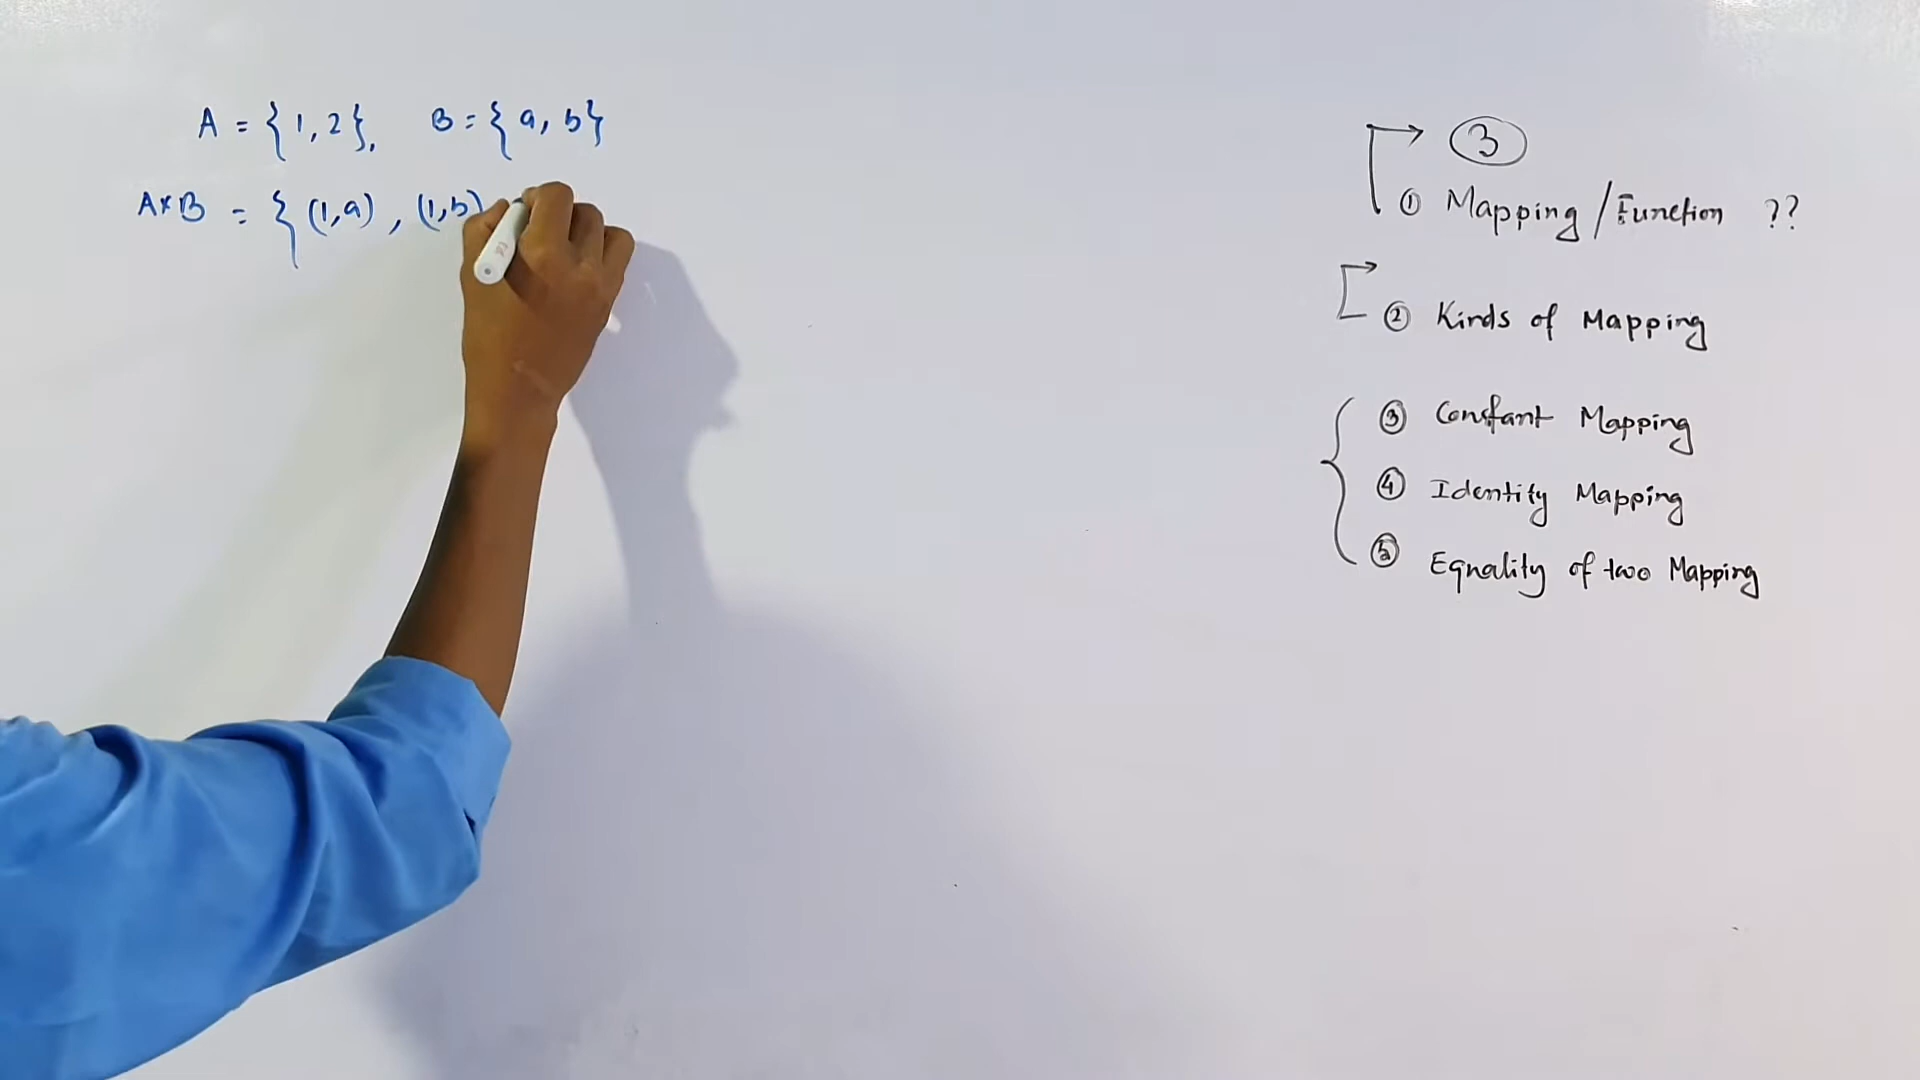 A = {1, 2}, B = {a, b}
A×B = { (1,a) , (1,b)
3
① Mapping / Function ??
② Kinds of Mapping
③ Constant Mapping
④ Identity Mapping
⑤ Equality of two Mapping